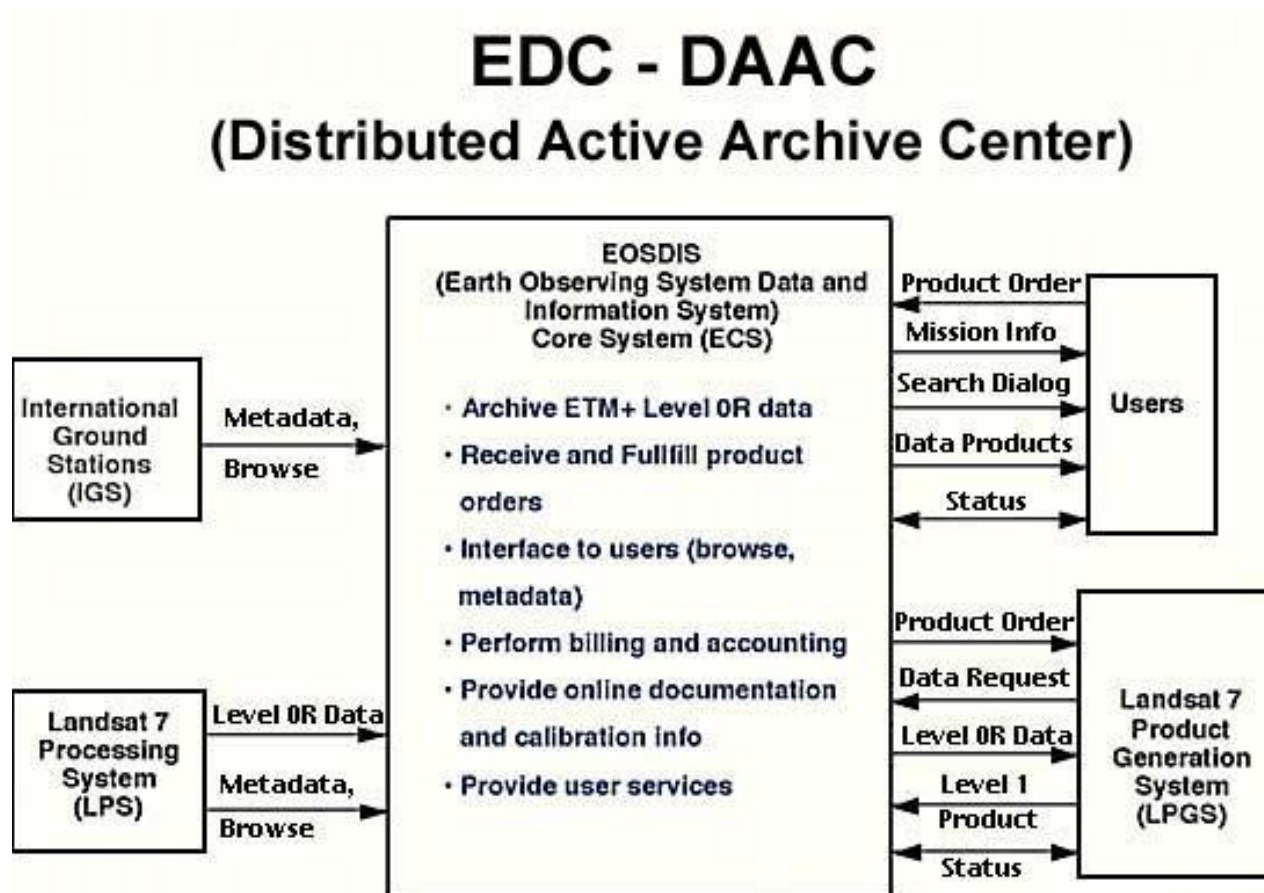 EDC - DAAC
(Distributed Active Archive Center)
International
Ground
Stations
(IGS)
Metadata,
Browse
Landsat 7
Processing
System
(LPS)
Level 0R Data
Metadata,
Browse
EOSDIS
(Earth Observing System Data and
Information System)
Core System (ECS)
· Archive ETM+ Level 0R data
· Receive and Fullfill product
orders
· Interface to users (browse,
metadata)
· Perform billing and accounting
· Provide online documentation
and calibration info
· Provide user services
Product Order
Mission Info
Search Dialog
Data Products
Status
Users
Product Order
Data Request
Level 0R Data
Level 1
Product
Status
Landsat 7
Product
Generation
System
(LPGS)